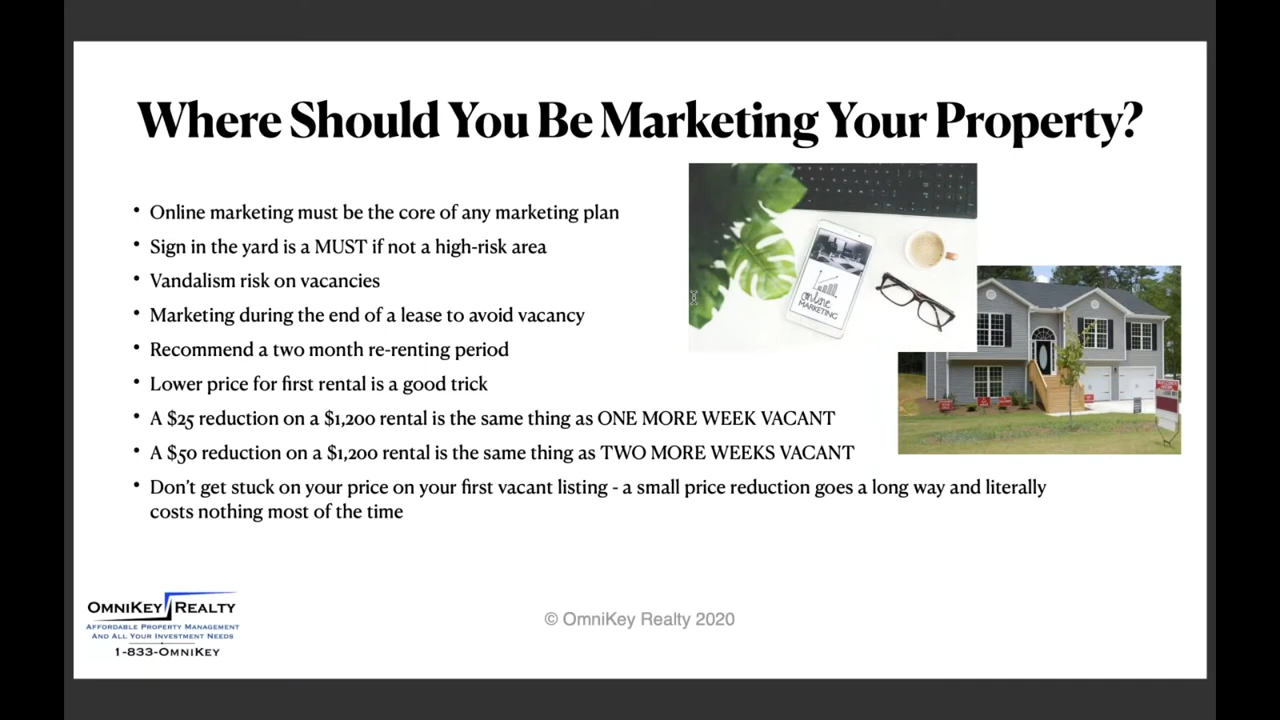 Where Should You Be Marketing Your Property?
• Online marketing must be the core of any marketing plan
• Sign in the yard is a MUST if not a high-risk area
• Vandalism risk on vacancies
• Marketing during the end of a lease to avoid vacancy
• Recommend a two month re-renting period
• Lower price for first rental is a good trick
• A $25 reduction on a $1,200 rental is the same thing as ONE MORE WEEK VACANT
• A $50 reduction on a $1,200 rental is the same thing as TWO MORE WEEKS VACANT
• Don't get stuck on your price on your first vacant listing - a small price reduction goes a long way and literally
costs nothing most of the time
online
MARKETING
OMNIKEY REALTY
AFFORDABLE PROPERTY MANAGEMENT
AND ALL YOUR INVESTMENT NEEDS
1-833-OMNIKEY
© OmniKey Realty 2020